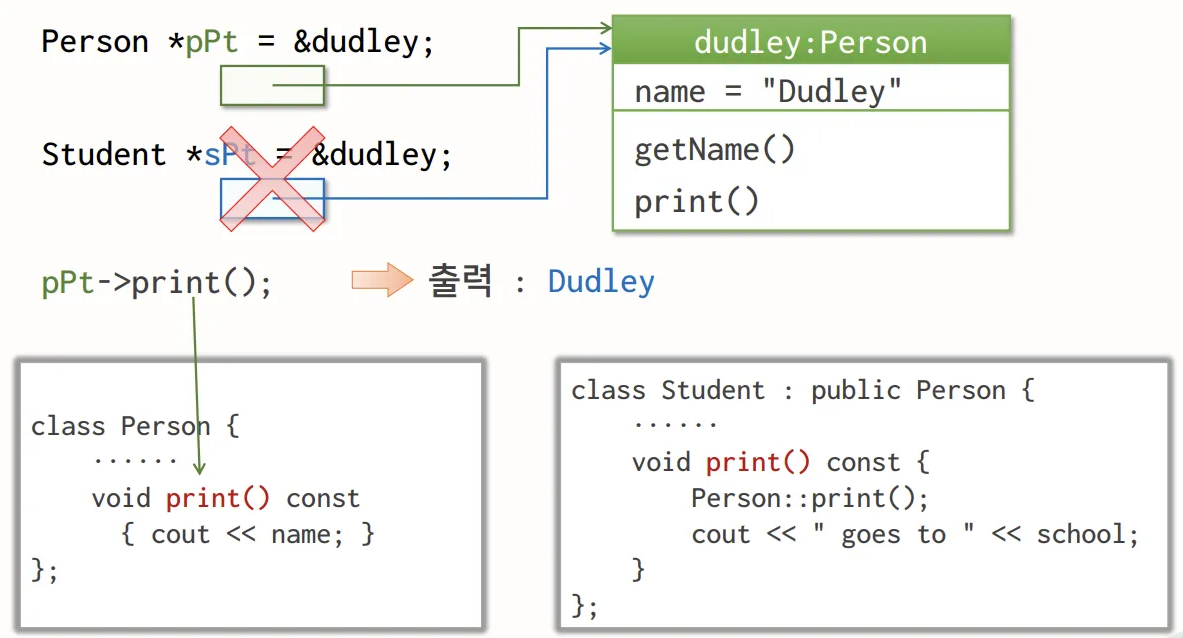 Person *pPt = &dudley;
dudley:Person
name = "Dudley"
getName()
print()
Student *sPt = &dudley;
pPt->print();
출력 : Dudley
class Person {
......
void print() const
{ cout << name; }
};
class Student : public Person {
......
void print() const {
Person::print();
cout << " goes to " << school;
}
};